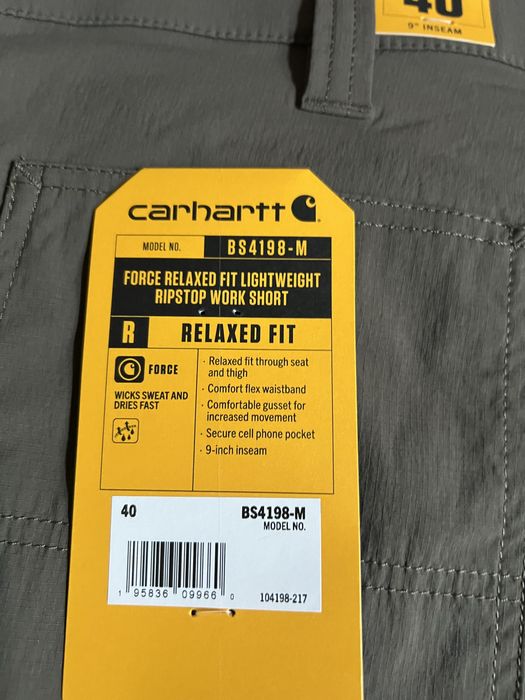 40
9" INSEAM
carhartt
MODEL NO. BS4198-M
FORCE RELAXED FIT LIGHTWEIGHT
RIPSTOP WORK SHORT
R RELAXED FIT
FORCE
WICKS SWEAT AND
DRIES FAST
· Relaxed fit through seat
and thigh
· Comfort flex waistband
· Comfortable gusset for
increased movement
· Secure cell phone pocket
· 9-inch inseam
40 BS4198-M
MODEL NO.
1 95836 09966 0
104198-217